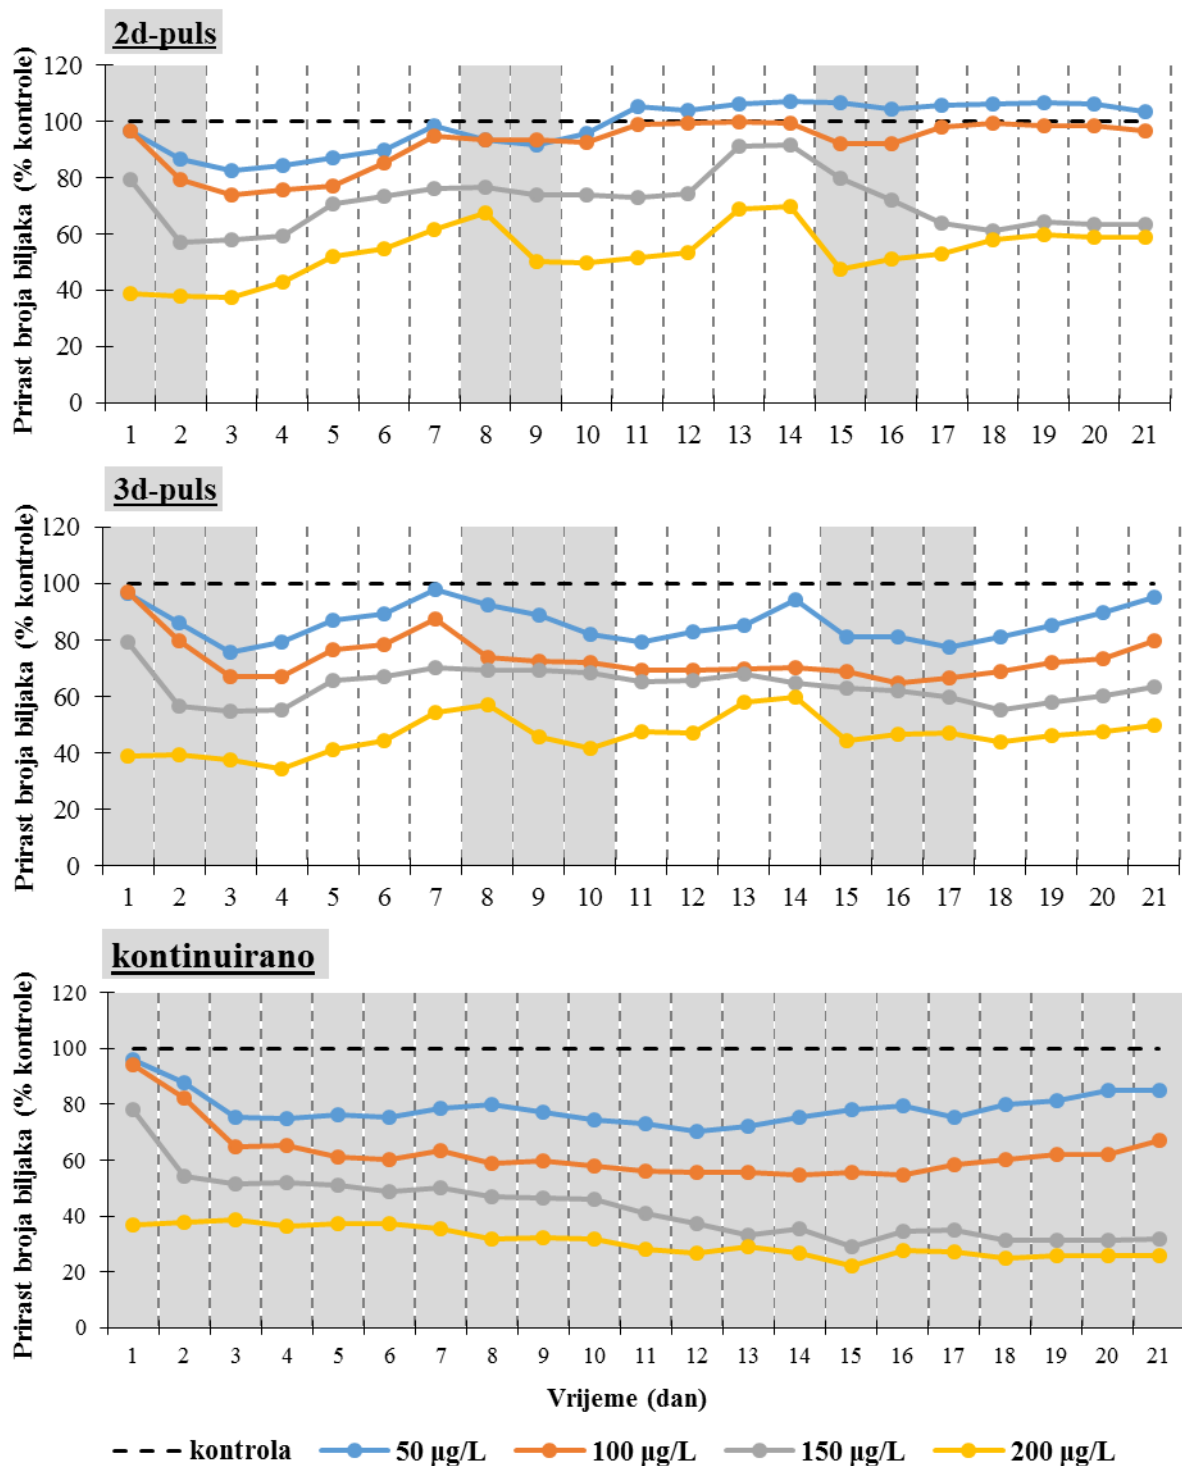 2d-puls
Prirast broja biljaka (% kontrole)
120
100
80
60
40
20
0
1 2 3 4 5 6 7 8 9 10 11 12 13 14 15 16 17 18 19 20 21
3d-puls
Prirast broja biljaka (% kontrole)
120
100
80
60
40
20
0
1 2 3 4 5 6 7 8 9 10 11 12 13 14 15 16 17 18 19 20 21
kontinuirano
Prirast broja biljaka (% kontrole)
120
100
80
60
40
20
0
1 2 3 4 5 6 7 8 9 10 11 12 13 14 15 16 17 18 19 20 21
Vrijeme (dan)
kontrola 50 µg/L 100 µg/L 150 µg/L 200 µg/L